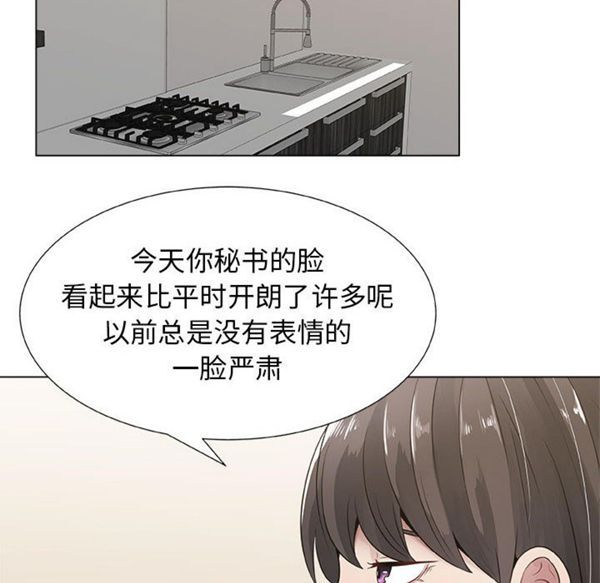 今天你秘书的脸
看起来比平时开朗了许多呢
以前总是没有表情的
一脸严肃